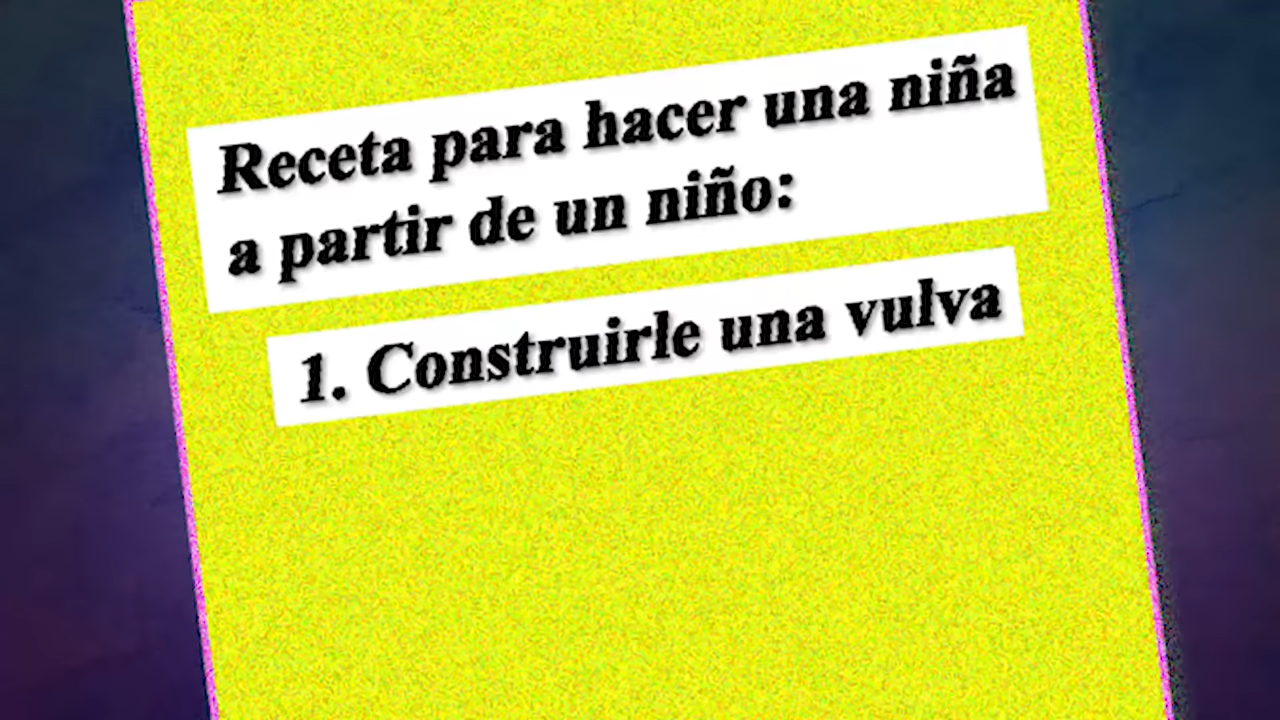 Receta para hacer una niña
a partir de un niño:
1. Construirle una vulva